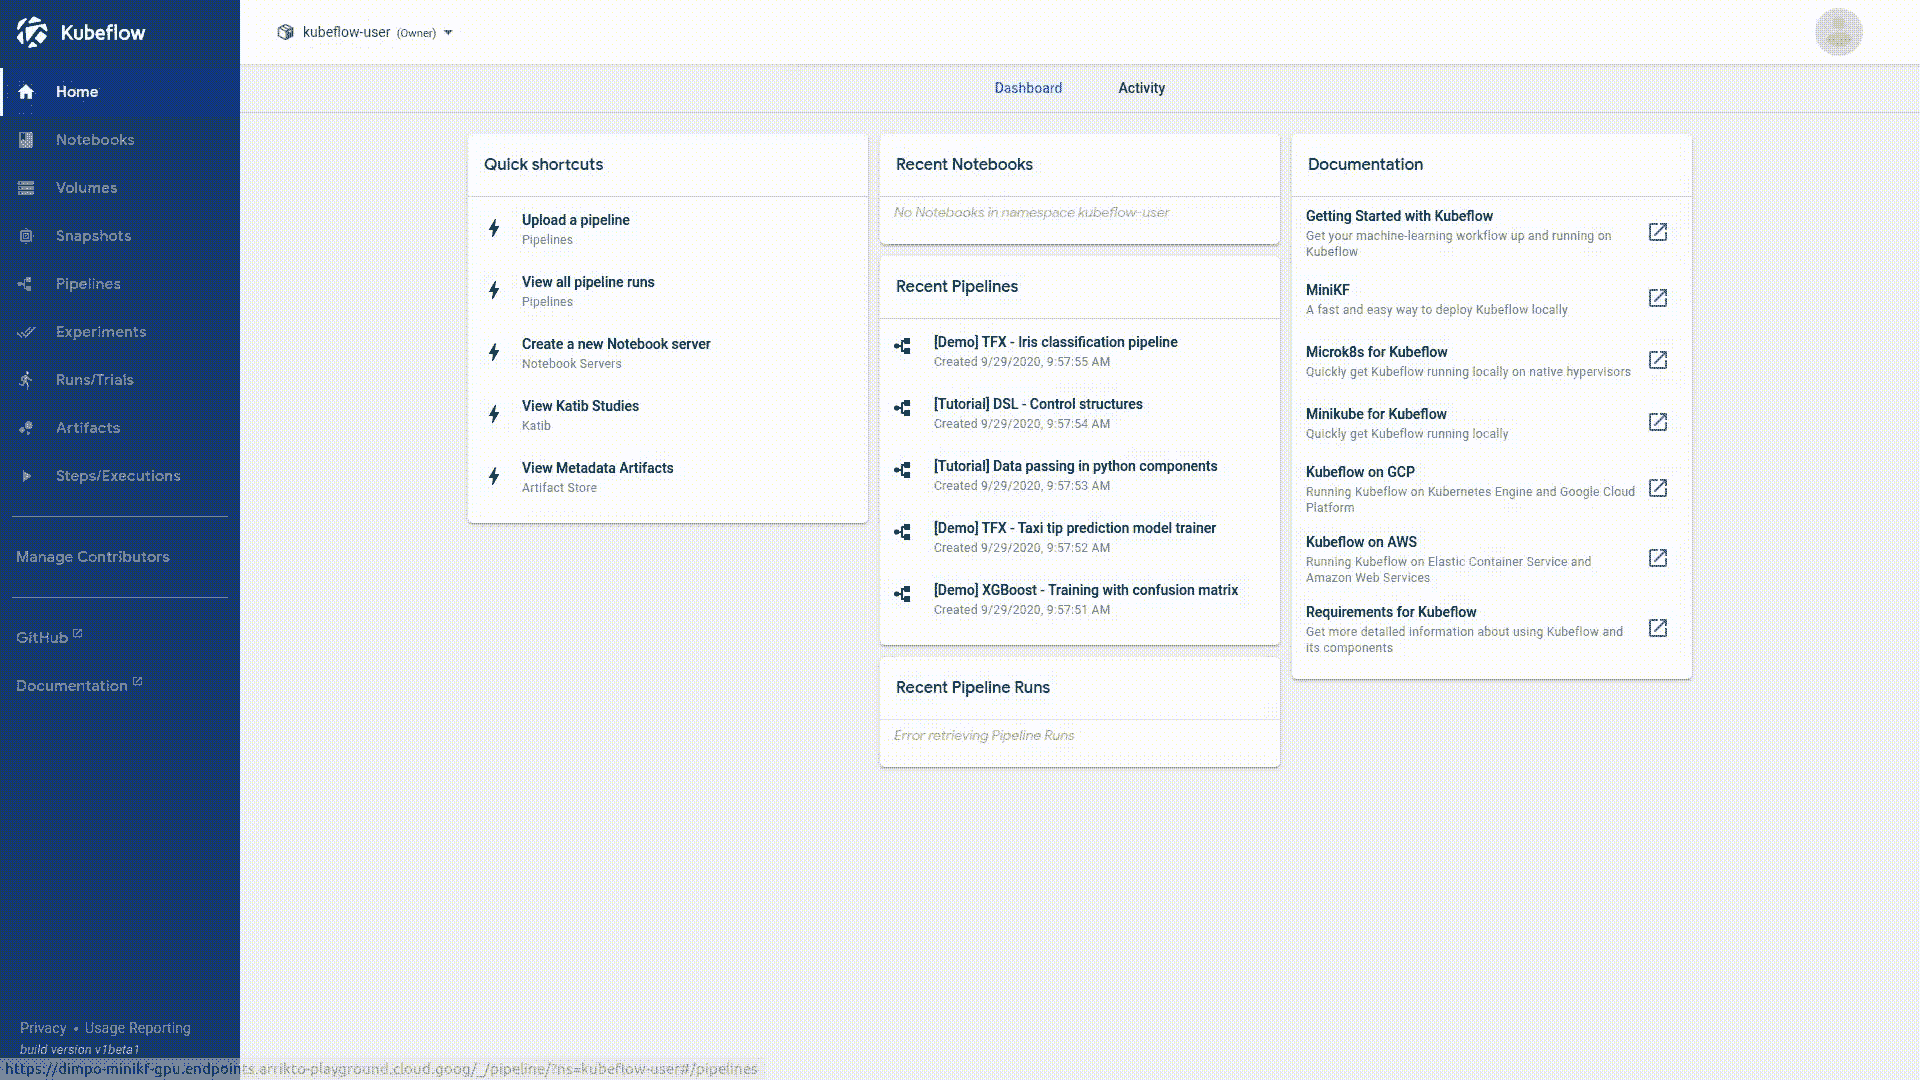 Kubeflow
Home
Notebooks
Volumes
Snapshots
Pipelines
Experiments
Runs/Trials
Artifacts
Steps/Executions
Manage Contributors
GitHub
Documentation
Privacy • Usage Reporting
build version v1beta1
kubeflow-user (Owner)
Dashboard
Activity
Quick shortcuts
Upload a pipeline
Pipelines
View all pipeline runs
Pipelines
Create a new Notebook server
Notebook Servers
View Katib Studies
Katib
View Metadata Artifacts
Artifact Store
Recent Notebooks
No Notebooks in namespace kubeflow-user
Recent Pipelines
[Demo] TFX - Iris classification pipeline
Created 9/29/2020, 9:57:55 AM
[Tutorial] DSL - Control structures
Created 9/29/2020, 9:57:54 AM
[Tutorial] Data passing in python components
Created 9/29/2020, 9:57:53 AM
[Demo] TFX - Taxi tip prediction model trainer
Created 9/29/2020, 9:57:52 AM
[Demo] XGBoost - Training with confusion matrix
Created 9/29/2020, 9:57:51 AM
Recent Pipeline Runs
Error retrieving Pipeline Runs
Documentation
Getting Started with Kubeflow
Get your machine-learning workflow up and running on
Kubeflow
MiniKF
A fast and easy way to deploy Kubeflow locally
Microk8s for Kubeflow
Quickly get Kubeflow running locally on native hypervisors
Minikube for Kubeflow
Quickly get Kubeflow running locally
Kubeflow on GCP
Running Kubeflow on Kubernetes Engine and Google Cloud
Platform
Kubeflow on AWS
Running Kubeflow on Elastic Container Service and
Amazon Web Services
Requirements for Kubeflow
Get more detailed information about using Kubeflow and
its components
https://dimpo-minikf-gpu.endpoints.arrikto-playground.cloud.goog/_/pipeline/?ns=kubeflow-user#/pipelines